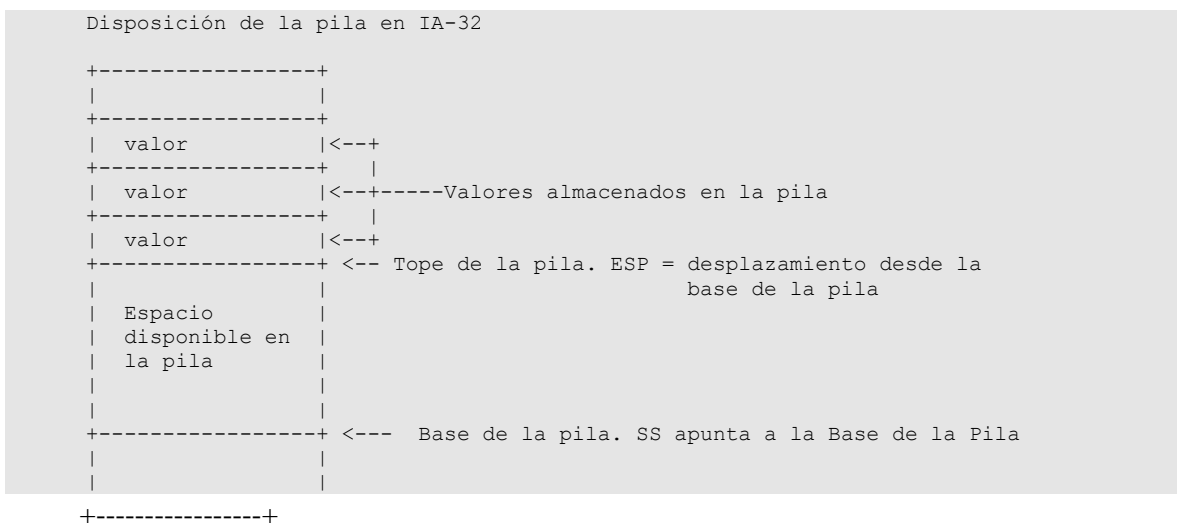 Disposición de la pila en IA-32
+-----------------+
|                 |
+-----------------+
|  valor          |<--+
+-----------------+   |
|  valor          |<--+-----Valores almacenados en la pila
+-----------------+   |
|  valor          |<--+
+-----------------+ <-- Tope de la pila. ESP = desplazamiento desde la
|                 |                            base de la pila
|  Espacio        |
|  disponible en  |
|  la pila        |
|                 |
|                 |
+-----------------+ <---  Base de la pila. SS apunta a la Base de la Pila
|                 |
|                 |
+-----------------+